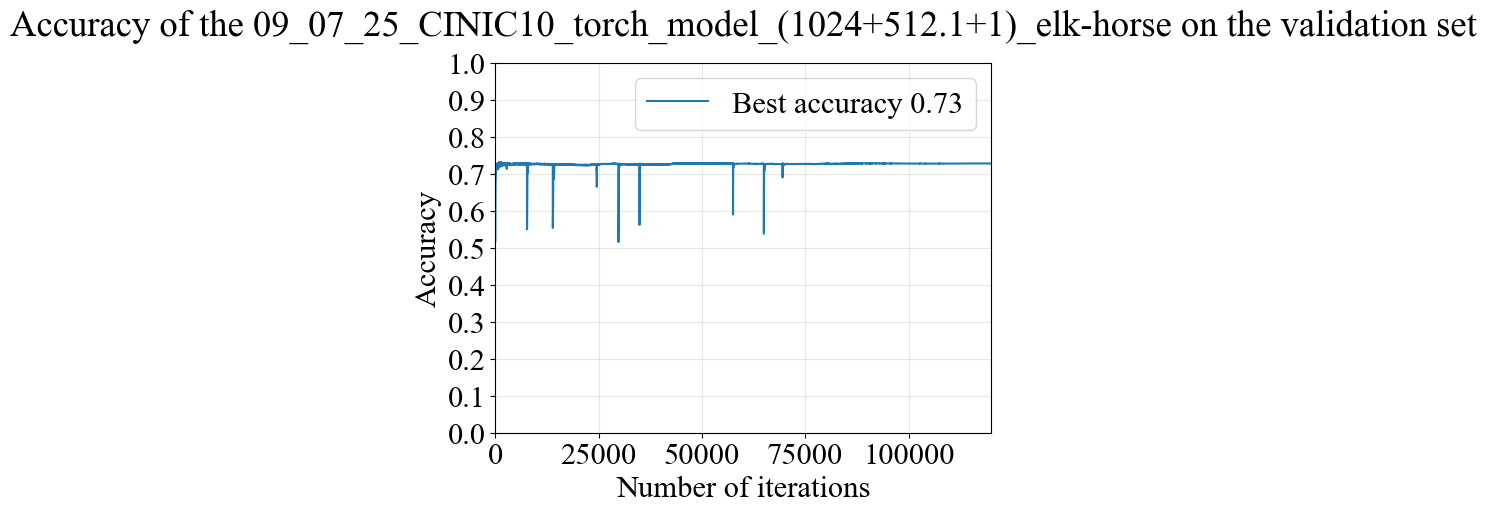 Accuracy of the 09_07_25_CINIC10_torch_model_(1024+512.1+1)_elk-horse on the validation set
1.0
0.9
0.8
0.7
0.6
0.5
0.4
0.3
0.2
0.1
0.0
Accuracy
Best accuracy 0.73
0 25000 50000 75000 100000
Number of iterations